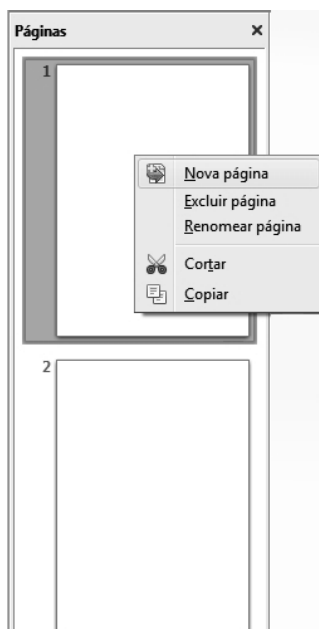 Páginas
1
Nova página
Excluir página
Renomear página
Cortar
Copiar
2